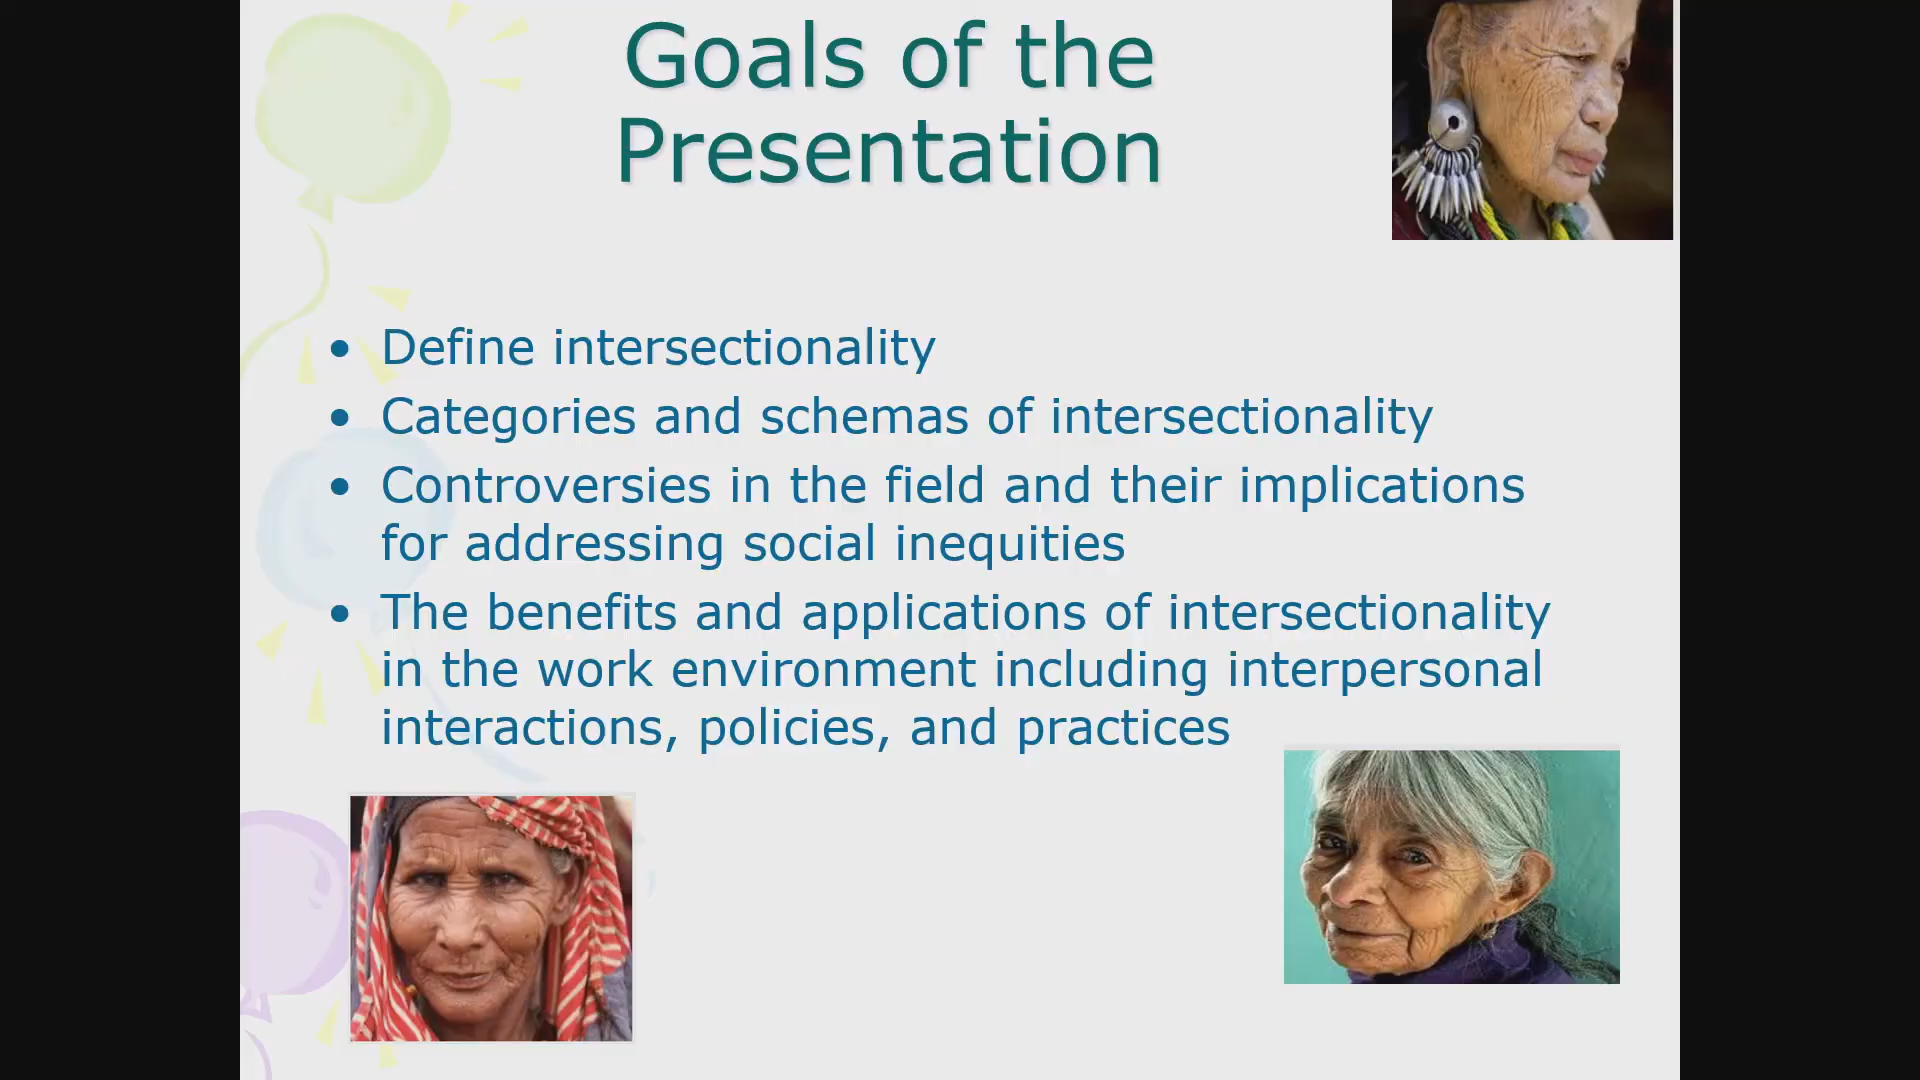 Goals of the
Presentation
• Define intersectionality
• Categories and schemas of intersectionality
• Controversies in the field and their implications
for addressing social inequities
• The benefits and applications of intersectionality
in the work environment including interpersonal
interactions, policies, and practices